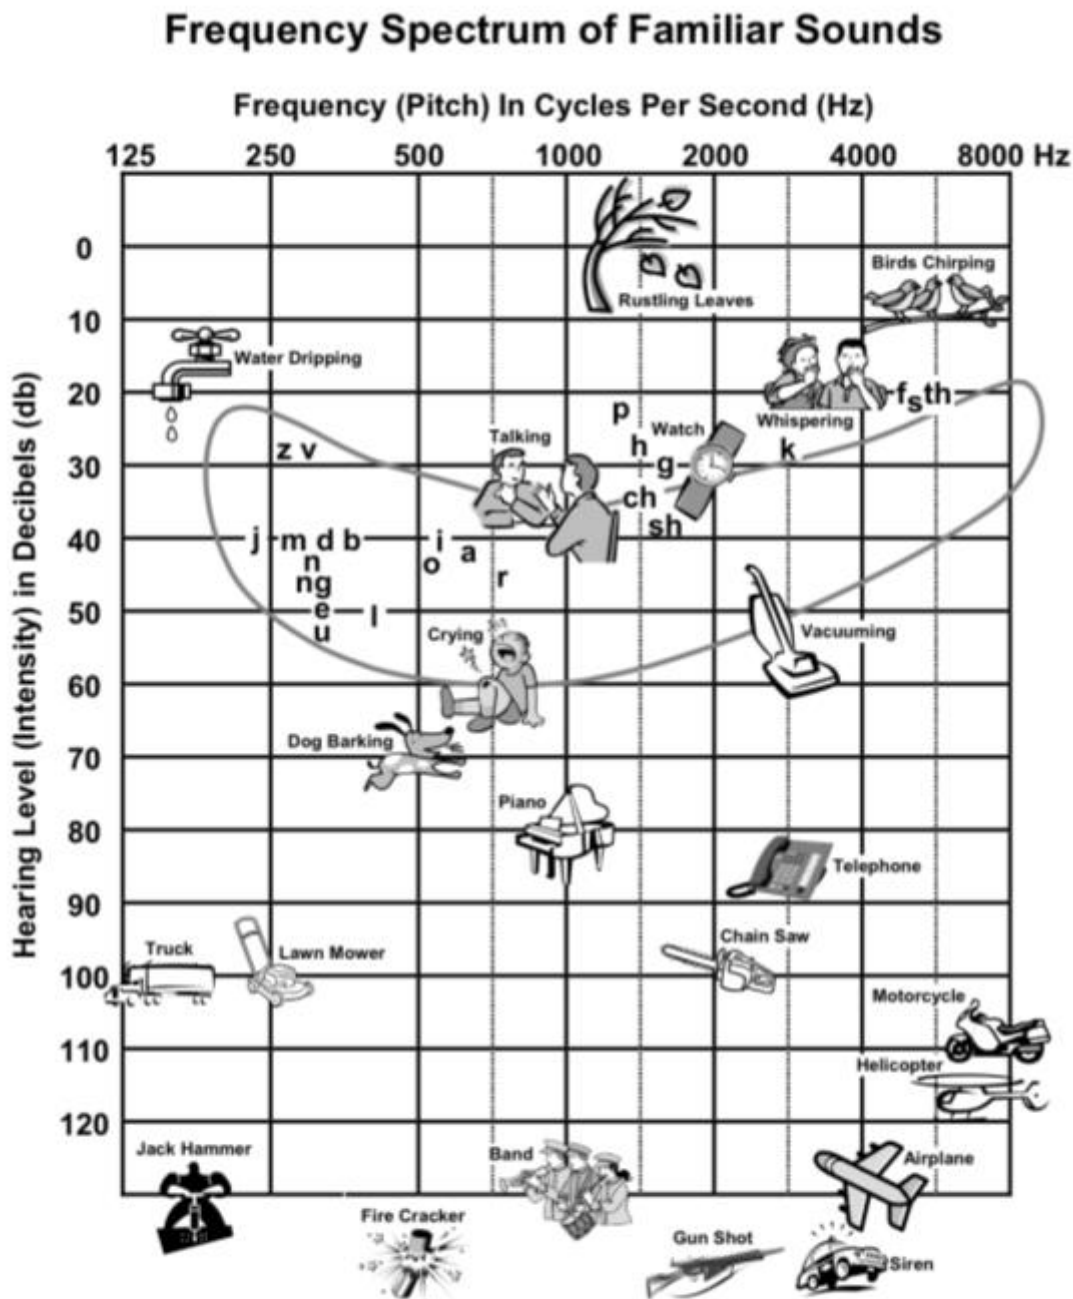 Frequency Spectrum of Familiar Sounds
Frequency (Pitch) In Cycles Per Second (Hz)
125 250 500 1000 2000 4000 8000 Hz
Hearing Level (Intensity) in Decibels (db)
0
Birds Chirping
Rustling Leaves
10
Water Dripping
20
f s th
p
Whispering
Talking
Watch
z v
h
k
30
g
ch
sh
40
j m d b i
a
n
o
ng
r
50
e l
u
Crying
Vacuuming
60
Dog Barking
70
Piano
80
Telephone
90
Chain Saw
Truck
Lawn Mower
100
Motorcycle
110
Helicopter
120
Jack Hammer
Band
Airplane
Fire Cracker
Gun Shot
Siren